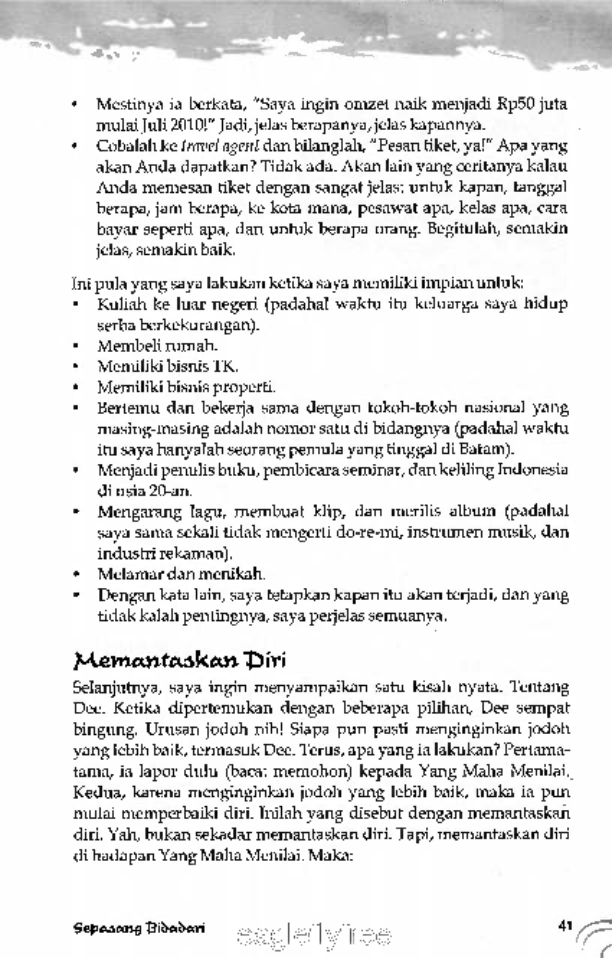 • Mestinya ia berkata, "Saya ingin omzet naik menjadi Rp50 juta
mulai Juli 2010!" Jadi, jelas berapanya, jelas kapannya.
• Cobalah ke travel agent dan bilanglah, "Pesan tiket, ya!" Apa yang
akan Anda dapatkan? Tidak ada. Akan lain yang ceritanya kalau
Anda memesan tiket dengan sangat jelas: untuk kapan, tanggal
berapa, jam berapa, ke kota mana, pesawat apa, kelas apa, cara
bayar seperti apa, dan untuk berapa orang. Begitulah, semakin
jelas, semakin baik.
Ini pula yang saya lakukan ketika saya memiliki impian untuk:
• Kuliah ke luar negeri (padahal waktu itu keluarga saya hidup
serba berkekurangan).
• Membeli rumah.
• Memiliki bisnis TK.
• Memiliki bisnis properti.
• Bertemu dan bekerja sama dengan tokoh-tokoh nasional yang
masing-masing adalah nomor satu di bidangnya (padahal waktu
itu saya hanyalah seorang pemula yang tinggal di Batam).
• Menjadi penulis buku, pembicara seminar, dan keliling Indonesia
di usia 20-an.
• Mengarang lagu, membuat klip, dan merilis album (padahal
saya sama sekali tidak mengerti do-re-mi, instrumen musik, dan
industri rekaman).
• Melamar dan menikah.
• Dengan kata lain, saya tetapkan kapan itu akan terjadi, dan yang
tidak kalah pentingnya, saya perjelas semuanya.
Memantaskan Diri
Selanjutnya, saya ingin menyampaikan satu kisah nyata. Tentang
Dee. Ketika dipertemukan dengan beberapa pilihan, Dee sempat
bingung. Urusan jodoh nih! Siapa pun pasti menginginkan jodoh
yang lebih baik, termasuk Dee. Terus, apa yang ia lakukan? Pertama-
tama, ia lapor dulu (baca: memohon) kepada Yang Maha Menilai.
Kedua, karena menginginkan jodoh yang lebih baik, maka ia pun
mulai memperbaiki diri. Inilah yang disebut dengan memantaskan
diri. Yah, bukan sekadar memantaskan diri. Tapi, memantaskan diri
di hadapan Yang Maha Menilai. Maka:
Sepasang Bidadari
eagleflyfree
41